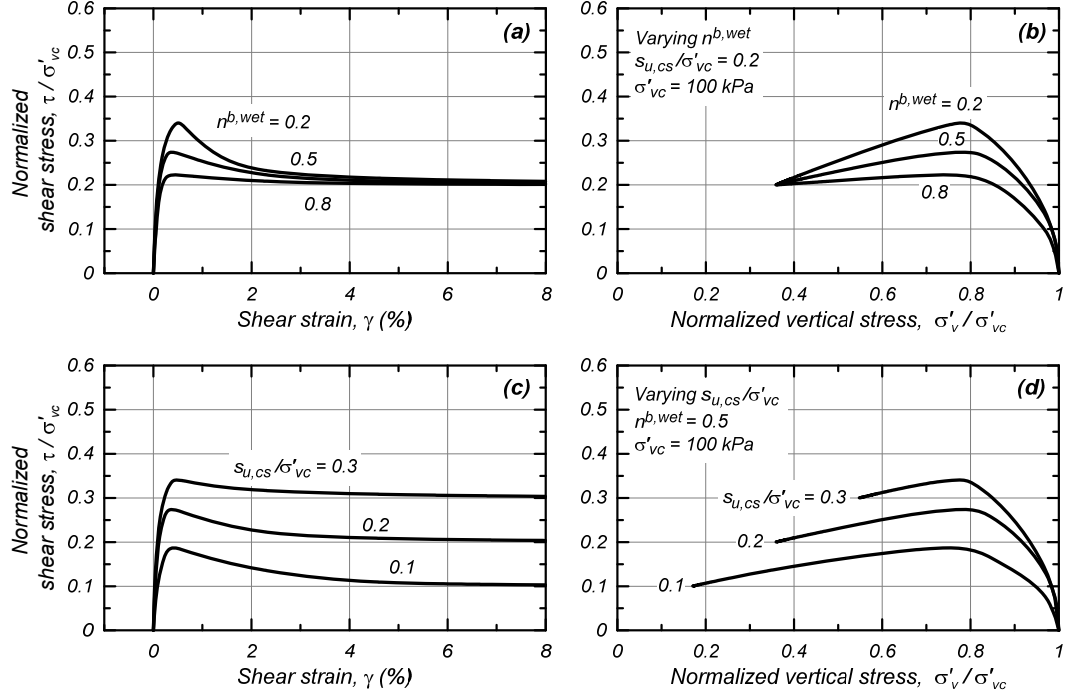 (a)
Normalized
shear stress, τ / σ'vc
0.6
0.5
0.4
0.3
0.2
0.1
0
n^b,wet = 0.2
0.5
0.8
0
2
4
6
8
Shear strain, γ (%)
(b)
Varying n^b,wet
s_u,cs/σ'vc = 0.2
σ'vc = 100 kPa
0.6
0.5
0.4
0.3
0.2
0.1
0
n^b,wet = 0.2
0.5
0.8
0
0.2
0.4
0.6
0.8
1
Normalized vertical stress, σ'v / σ'vc
(c)
Normalized
shear stress, τ / σ'vc
0.6
0.5
0.4
0.3
0.2
0.1
0
s_u,cs/σ'vc = 0.3
0.2
0.1
0
2
4
6
8
Shear strain, γ (%)
(d)
Varying s_u,cs/σ'vc
n^b,wet = 0.5
σ'vc = 100 kPa
0.6
0.5
0.4
0.3
0.2
0.1
0
s_u,cs/σ'vc = 0.3
0.2
0.1
0
0.2
0.4
0.6
0.8
1
Normalized vertical stress, σ'v / σ'vc